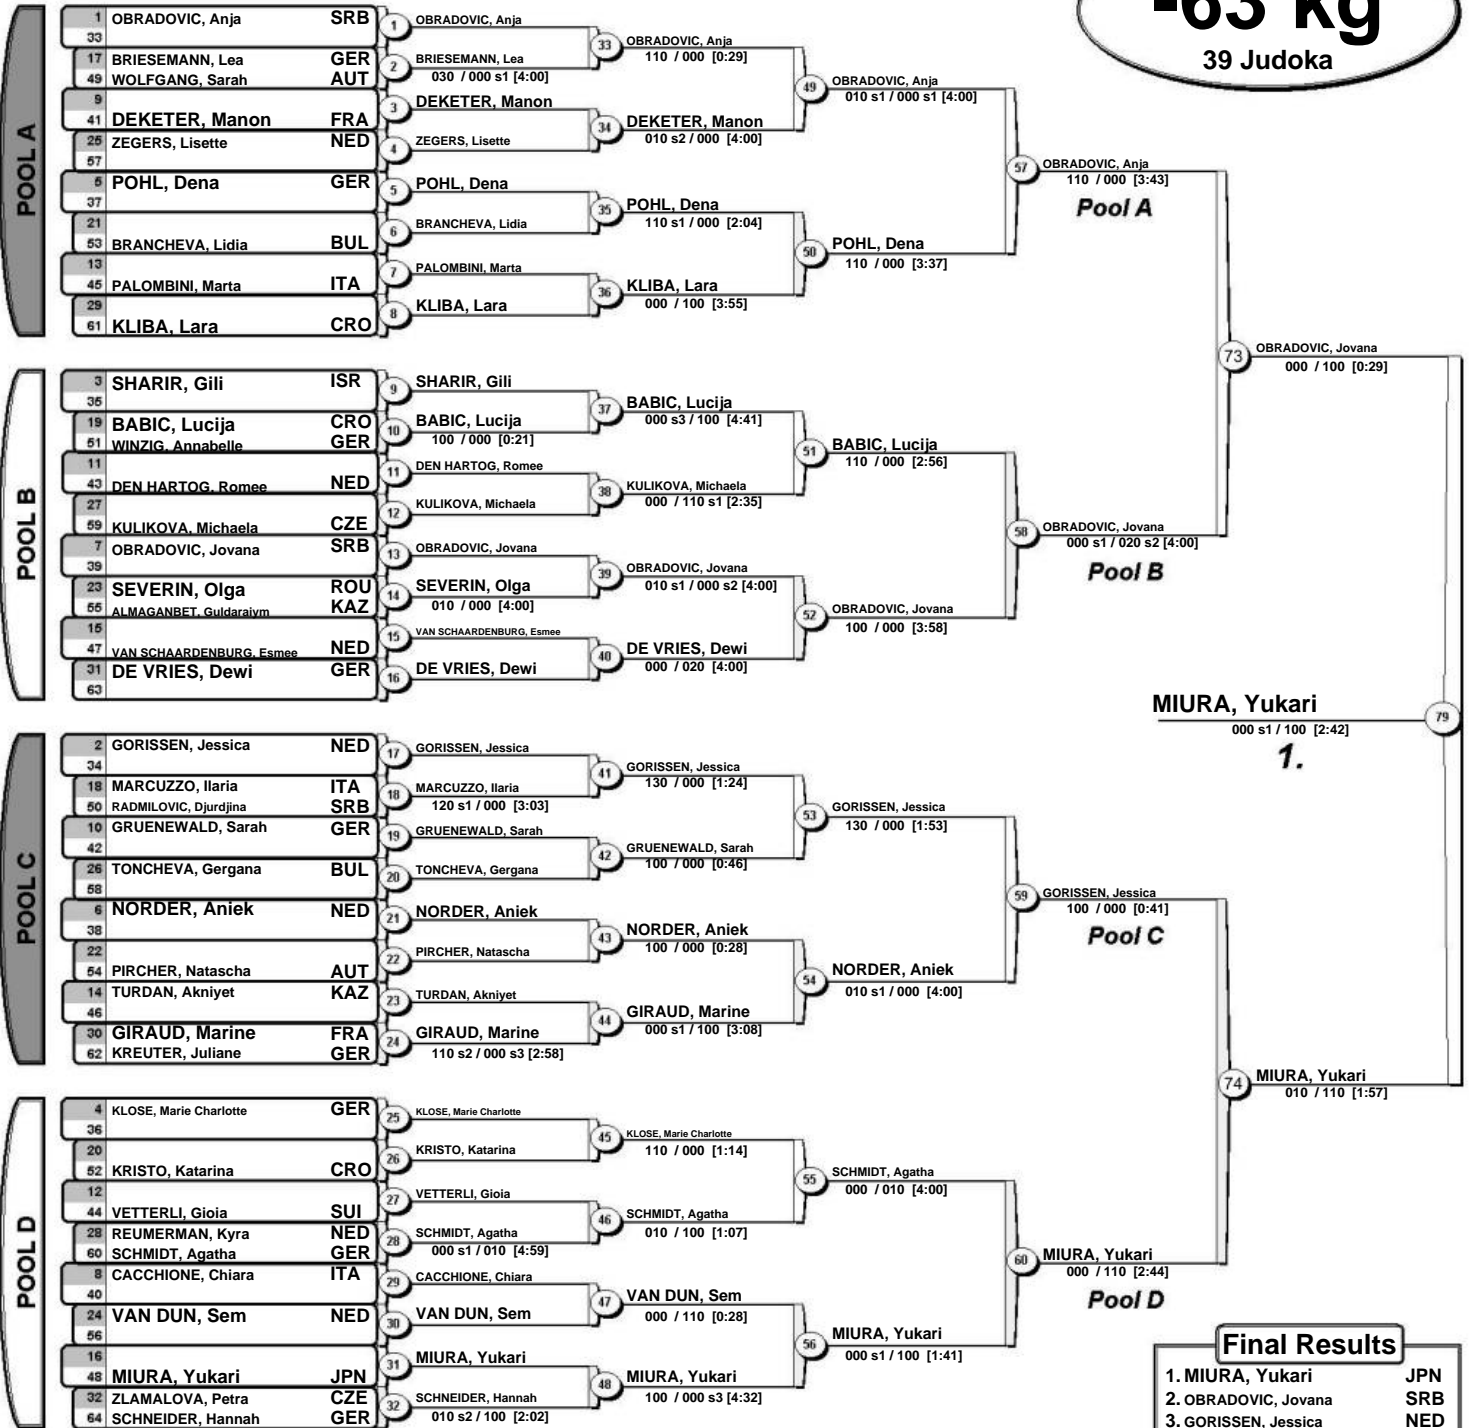 -63 kg
39 Judoka
POOL A
1 OBRADOVIC, Anja SRB
33
17 BRIESEMANN, Lea GER
49 WOLFGANG, Sarah AUT
9
41 DEKETER, Manon FRA
25 ZEGERS, Lisette NED
57
5 POHL, Dena GER
37
21
53 BRANCHEVA, Lidia BUL
13
45 PALOMBINI, Marta ITA
29
61 KLIBA, Lara CRO
1 OBRADOVIC, Anja
2 BRIESEMANN, Lea
030 / 000 s1 [4:00]
3 DEKETER, Manon
4 ZEGERS, Lisette
5 POHL, Dena
6 BRANCHEVA, Lidia
7 PALOMBINI, Marta
8 KLIBA, Lara
33 OBRADOVIC, Anja
110 / 000 [0:29]
34 DEKETER, Manon
010 s2 / 000 [4:00]
35 POHL, Dena
110 s1 / 000 [2:04]
36 KLIBA, Lara
000 / 100 [3:55]
49 OBRADOVIC, Anja
010 s1 / 000 s1 [4:00]
50 POHL, Dena
110 / 000 [3:37]
57 OBRADOVIC, Anja
110 / 000 [3:43]
Pool A
POOL B
3 SHARIR, Gili ISR
35
19 BABIC, Lucija CRO
51 WINZIG, Annabelle GER
11
43 DEN HARTOG, Romee NED
27
59 KULIKOVA, Michaela CZE
7 OBRADOVIC, Jovana SRB
39
23 SEVERIN, Olga ROU
55 ALMAGANBET, Guldaraiym KAZ
15
47 VAN SCHAARDENBURG, Esmee NED
31 DE VRIES, Dewi GER
63
9 SHARIR, Gili
10 BABIC, Lucija
100 / 000 [0:21]
11 DEN HARTOG, Romee
12 KULIKOVA, Michaela
13 OBRADOVIC, Jovana
14 SEVERIN, Olga
010 / 000 [4:00]
15 VAN SCHAARDENBURG, Esmee
16 DE VRIES, Dewi
37 BABIC, Lucija
000 s3 / 100 [4:41]
38 KULIKOVA, Michaela
000 / 110 s1 [2:35]
39 OBRADOVIC, Jovana
010 s1 / 000 s2 [4:00]
40 DE VRIES, Dewi
000 / 020 [4:00]
51 BABIC, Lucija
110 / 000 [2:56]
52 OBRADOVIC, Jovana
100 / 000 [3:58]
58 OBRADOVIC, Jovana
000 s1 / 020 s2 [4:00]
Pool B
73 OBRADOVIC, Jovana
000 / 100 [0:29]
MIURA, Yukari 79
000 s1 / 100 [2:42]
1.
POOL C
2 GORISSEN, Jessica NED
34
18 MARCUZZO, Ilaria ITA
50 RADMILOVIC, Djurdjina SRB
10 GRUENEWALD, Sarah GER
42
26 TONCHEVA, Gergana BUL
58
6 NORDER, Aniek NED
38
22
54 PIRCHER, Natascha AUT
14 TURDAN, Akniyet KAZ
46
30 GIRAUD, Marine FRA
62 KREUTER, Juliane GER
17 GORISSEN, Jessica
18 MARCUZZO, Ilaria
120 s1 / 000 [3:03]
19 GRUENEWALD, Sarah
20 TONCHEVA, Gergana
21 NORDER, Aniek
22 PIRCHER, Natascha
23 TURDAN, Akniyet
24 GIRAUD, Marine
110 s2 / 000 s3 [2:58]
41 GORISSEN, Jessica
130 / 000 [1:24]
42 GRUENEWALD, Sarah
100 / 000 [0:46]
43 NORDER, Aniek
100 / 000 [0:28]
44 GIRAUD, Marine
000 s1 / 100 [3:08]
53 GORISSEN, Jessica
130 / 000 [1:53]
54 NORDER, Aniek
010 s1 / 000 [4:00]
59 GORISSEN, Jessica
100 / 000 [0:41]
Pool C
74 MIURA, Yukari
010 / 110 [1:57]
POOL D
4 KLOSE, Marie Charlotte GER
36
20
52 KRISTO, Katarina CRO
12
44 VETTERLI, Gioia SUI
28 REUMERMAN, Kyra NED
60 SCHMIDT, Agatha GER
8 CACCHIONE, Chiara ITA
40
24 VAN DUN, Sem NED
56
16
48 MIURA, Yukari JPN
32 ZLAMALOVA, Petra CZE
64 SCHNEIDER, Hannah GER
25 KLOSE, Marie Charlotte
26 KRISTO, Katarina
27 VETTERLI, Gioia
28 SCHMIDT, Agatha
000 s1 / 010 [4:59]
29 CACCHIONE, Chiara
30 VAN DUN, Sem
31 MIURA, Yukari
32 SCHNEIDER, Hannah
010 s2 / 100 [2:02]
45 KLOSE, Marie Charlotte
110 / 000 [1:14]
46 SCHMIDT, Agatha
010 / 100 [1:07]
47 VAN DUN, Sem
000 / 110 [0:28]
48 MIURA, Yukari
100 / 000 s3 [4:32]
55 SCHMIDT, Agatha
000 / 010 [4:00]
56 MIURA, Yukari
000 s1 / 100 [1:41]
60 MIURA, Yukari
000 / 110 [2:44]
Pool D
Final Results
1. MIURA, Yukari JPN
2. OBRADOVIC, Jovana SRB
3. GORISSEN, Jessica NED